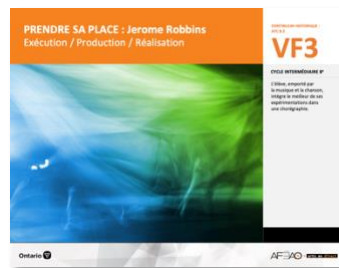 PRENDRE SA PLACE : Jerome Robbins
Exécution / Production / Réalisation
VF3
CYCLE INTERMÉDIAIRE 8ᵉ
L'élève, emporté par
la musique et la chanson,
intègre le meilleur de ses
expérimentations dans
une chorégraphie.
Ontario
AFEAO